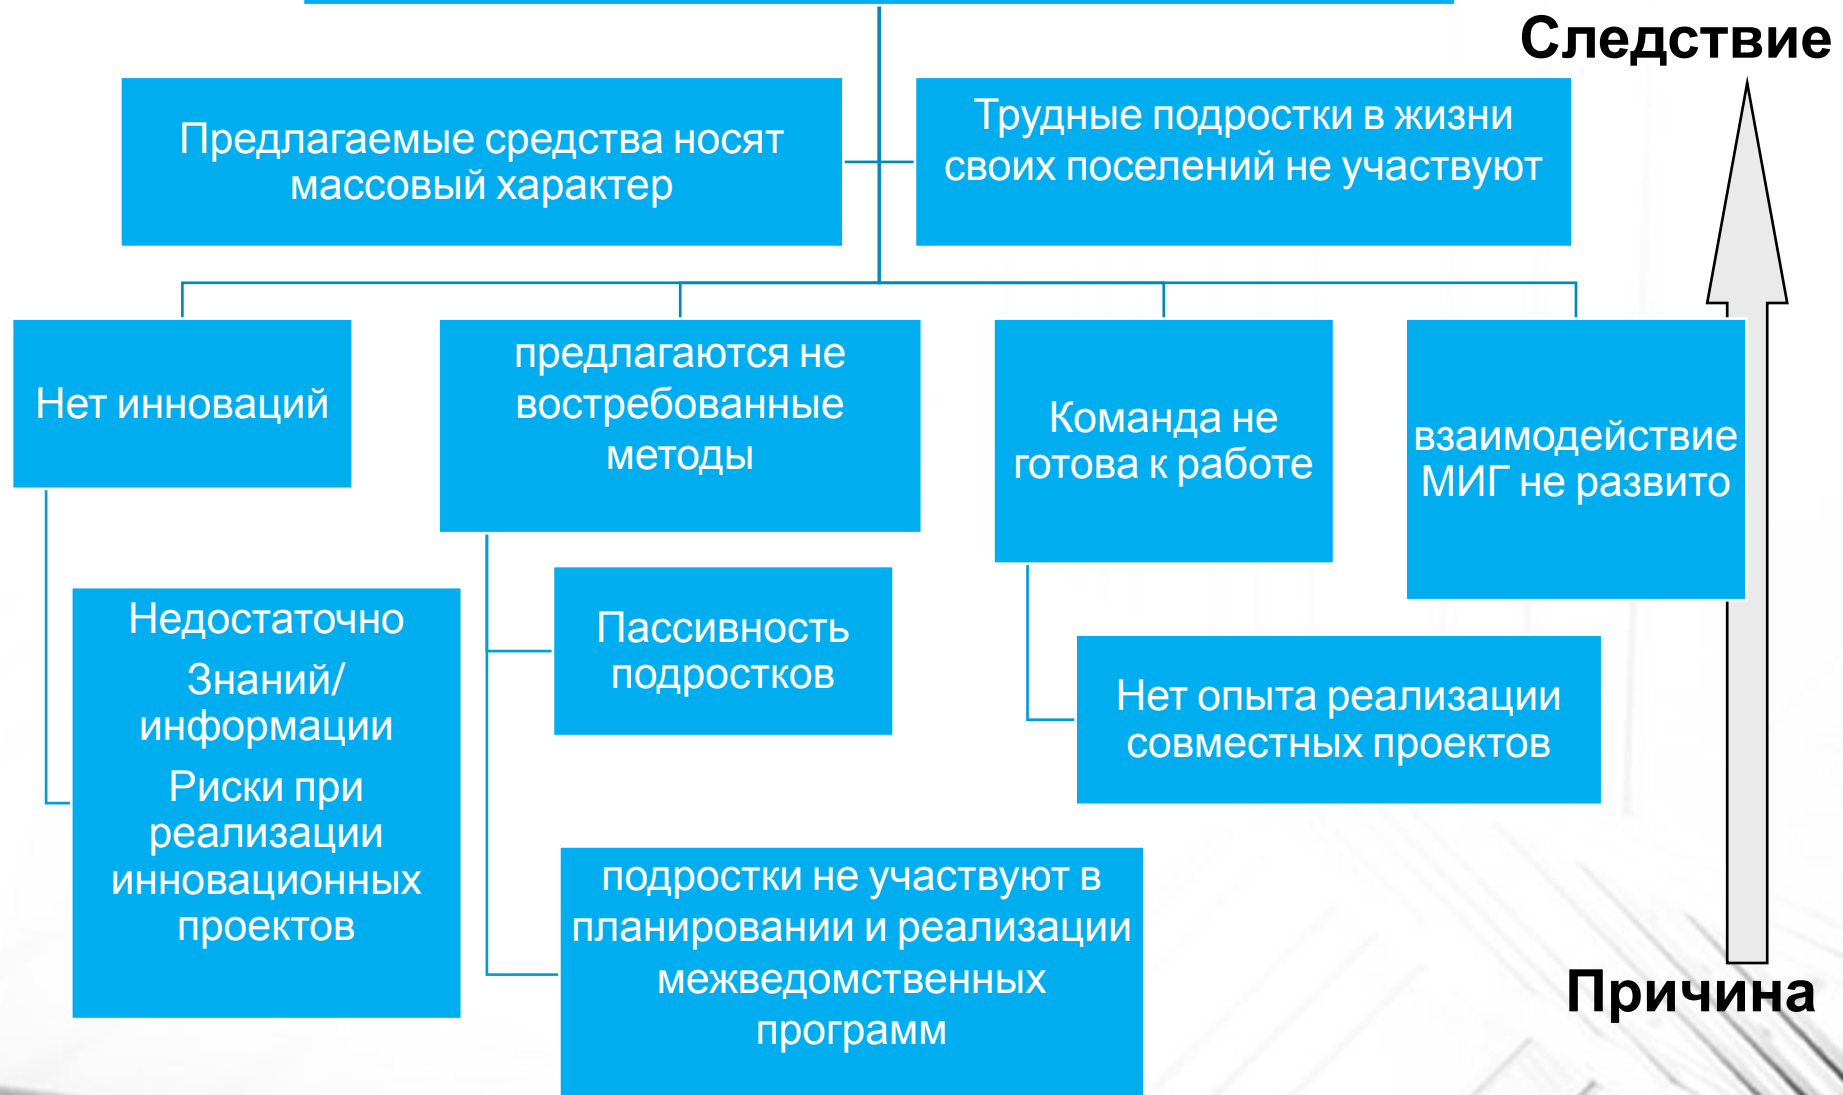 Следствие
Предлагаемые средства носят
массовый характер
Трудные подростки в жизни
своих поселений не участвуют
Нет инноваций
предлагаются не
востребованные
методы
Команда не
готова к работе
взаимодействие
МИГ не развито
Недостаточно
Знаний/
информации
Риски при
реализации
инновационных
проектов
Пассивность
подростков
Нет опыта реализации
совместных проектов
подростки не участвуют в
планировании и реализации
межведомственных
программ
Причина